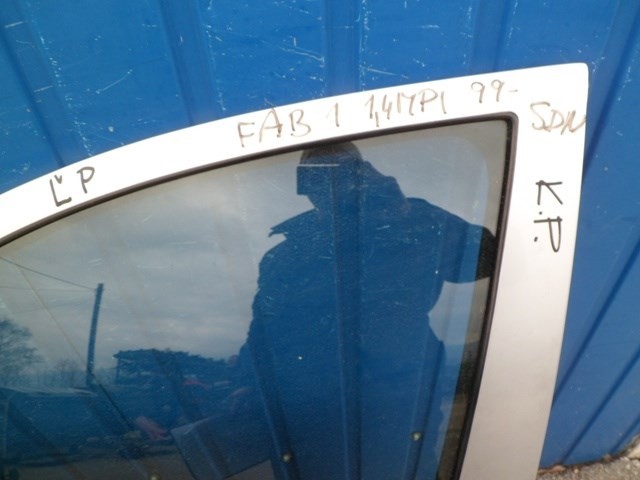 FAB 1 1,4MPI 99-
SDN
ĽP
K.P.